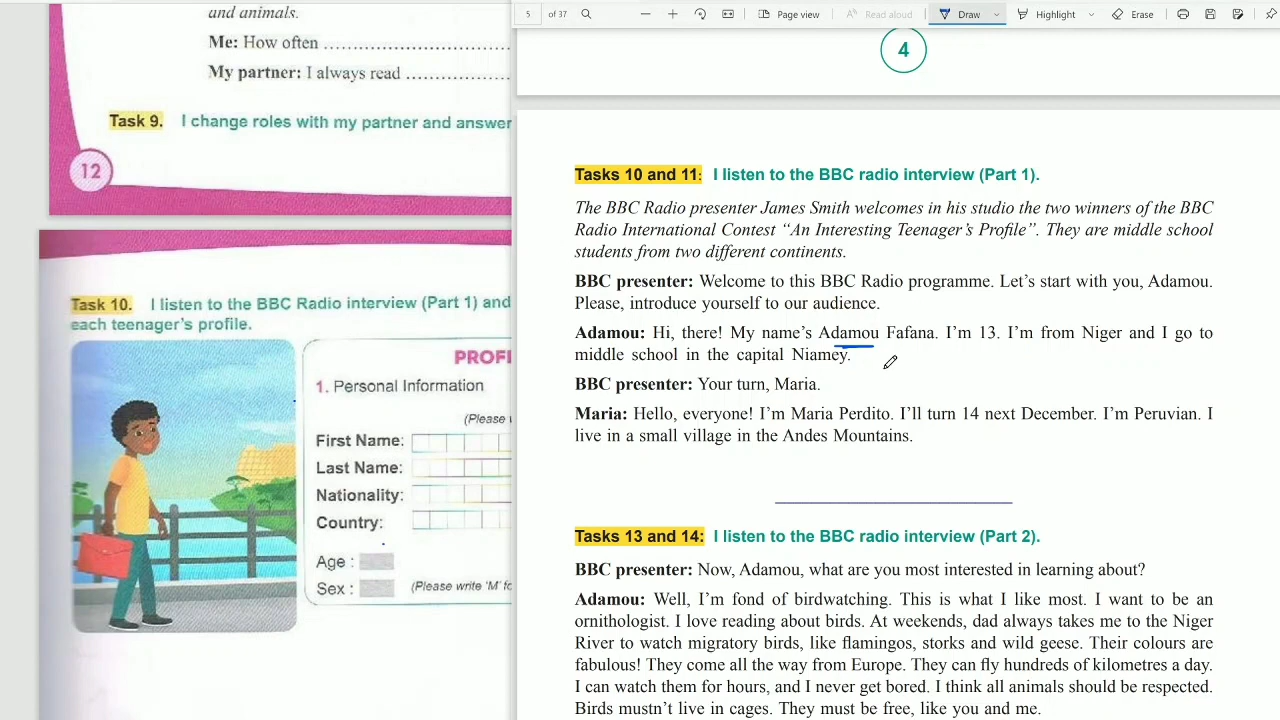 and animals.
Me: How often ........................................
My partner: I always read ......................
Task 9. I change roles with my partner and answer
12
Task 10. I listen to the BBC Radio interview (Part 1) and
each teenager's profile.
PROFI
1. Personal Information
(Please w
First Name:
Last Name:
Nationality:
Country:
Age :
Sex : (Please write 'M' fo
5 of 37 Page view Read aloud Draw Highlight Erase
4
Tasks 10 and 11: I listen to the BBC radio interview (Part 1).
The BBC Radio presenter James Smith welcomes in his studio the two winners of the BBC
Radio International Contest “An Interesting Teenager’s Profile”. They are middle school
students from two different continents.
BBC presenter: Welcome to this BBC Radio programme. Let’s start with you, Adamou.
Please, introduce yourself to our audience.
Adamou: Hi, there! My name’s Adamou Fafana. I’m 13. I’m from Niger and I go to
middle school in the capital Niamey.
BBC presenter: Your turn, Maria.
Maria: Hello, everyone! I’m Maria Perdito. I’ll turn 14 next December. I’m Peruvian. I
live in a small village in the Andes Mountains.
Tasks 13 and 14: I listen to the BBC radio interview (Part 2).
BBC presenter: Now, Adamou, what are you most interested in learning about?
Adamou: Well, I’m fond of birdwatching. This is what I like most. I want to be an
ornithologist. I love reading about birds. At weekends, dad always takes me to the Niger
River to watch migratory birds, like flamingos, storks and wild geese. Their colours are
fabulous! They come all the way from Europe. They can fly hundreds of kilometres a day.
I can watch them for hours, and I never get bored. I think all animals should be respected.
Birds mustn’t live in cages. They must be free, like you and me.